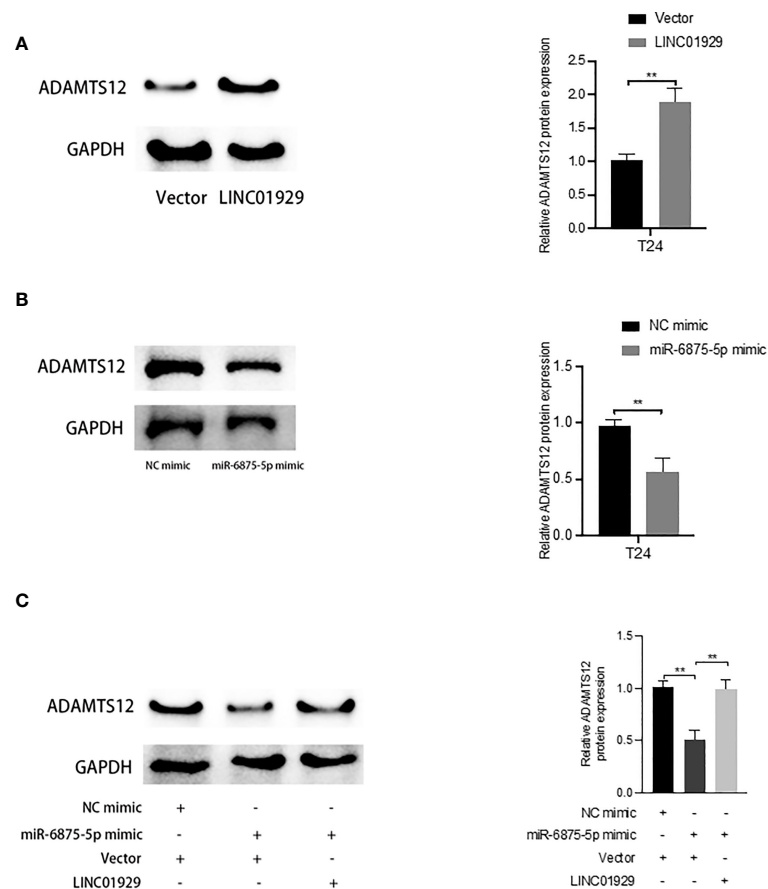 A
ADAMTS12
GAPDH
Vector LINC01929
Vector
LINC01929
Relative ADAMTS12 protein expression
2.5
2.0
1.5
1.0
0.5
0.0
**
T24
B
ADAMTS12
GAPDH
NC mimic miR-6875-5p mimic
NC mimic
miR-6875-5p mimic
Relative ADAMTS12 protein expression
1.5
1.0
0.5
0.0
**
T24
C
ADAMTS12
GAPDH
NC mimic + - -
miR-6875-5p mimic - + +
Vector + + -
LINC01929 - - +
Relative ADAMTS12
protein expression
1.5
1.0
0.5
0.0
** **
NC mimic + - -
miR-6875-5p mimic - + +
Vector + + -
LINC01929 - - +